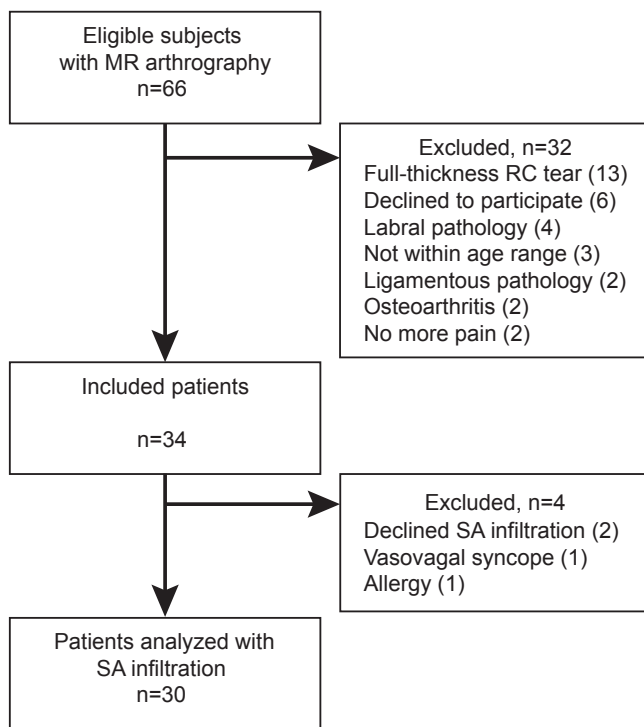 Eligible subjects
with MR arthrography
n=66
Excluded, n=32
Full-thickness RC tear (13)
Declined to participate (6)
Labral pathology (4)
Not within age range (3)
Ligamentous pathology (2)
Osteoarthritis (2)
No more pain (2)
Included patients
n=34
Excluded, n=4
Declined SA infiltration (2)
Vasovagal syncope (1)
Allergy (1)
Patients analyzed with
SA infiltration
n=30